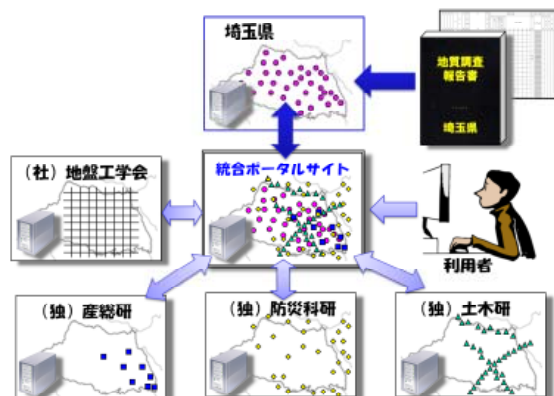 埼玉県
地質調査
報告書
埼玉県
(社)地盤工学会
統合ポータルサイト
利用者
(独)産総研
(独)防災科研
(独)土木研